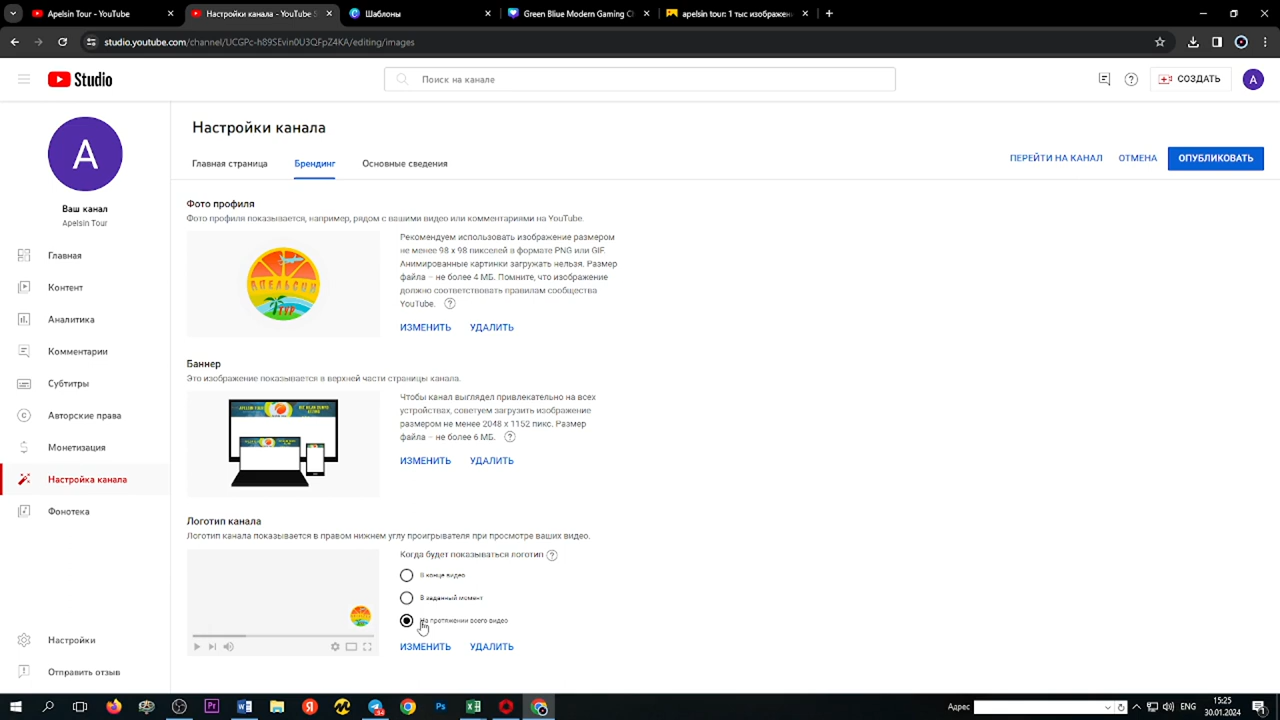 Apelsin Tour - YouTube
Настройки канала - YouTube S
Шаблоны
Green Blue Modern Gaming C
apelsin tour: 1 тыс изображен
studio.youtube.com/channel/UCGPc-h89SEvin0U3QFpZ4KA/editing/images
Studio
Поиск на канале
СОЗДАТЬ
A
A
Ваш канал
Apelsin Tour
Главная
Контент
Аналитика
Комментарии
Субтитры
Авторские права
Монетизация
Настройка канала
Фонотека
Настройки
Отправить отзыв
Настройки канала
Главная страница
Брендинг
Основные сведения
ПЕРЕЙТИ НА КАНАЛ
ОТМЕНА
ОПУБЛИКОВАТЬ
Фото профиля
Фото профиля показывается, например, рядом с вашими видео или комментариями на YouTube.
АПЕЛЬСИН
ТУР
Рекомендуем использовать изображение размером
не менее 98 x 98 пикселей в формате PNG или GIF.
Анимированные картинки загружать нельзя. Размер
файла – не более 4 МБ. Помните, что изображение
должно соответствовать правилам сообщества
YouTube.
ИЗМЕНИТЬ
УДАЛИТЬ
Баннер
Это изображение показывается в верхней части страницы канала.
Чтобы канал выглядел привлекательно на всех
устройствах, советуем загрузить изображение
размером не менее 2048 x 1152 пикс. Размер
файла – не более 6 МБ.
ИЗМЕНИТЬ
УДАЛИТЬ
Логотип канала
Логотип канала показывается в правом нижнем углу проигрывателя при просмотре ваших видео.
Когда будет показываться логотип
В конце видео
В заданный момент
На протяжении всего видео
ИЗМЕНИТЬ
УДАЛИТЬ
Адрес
ENG
15:25
30.01.2024